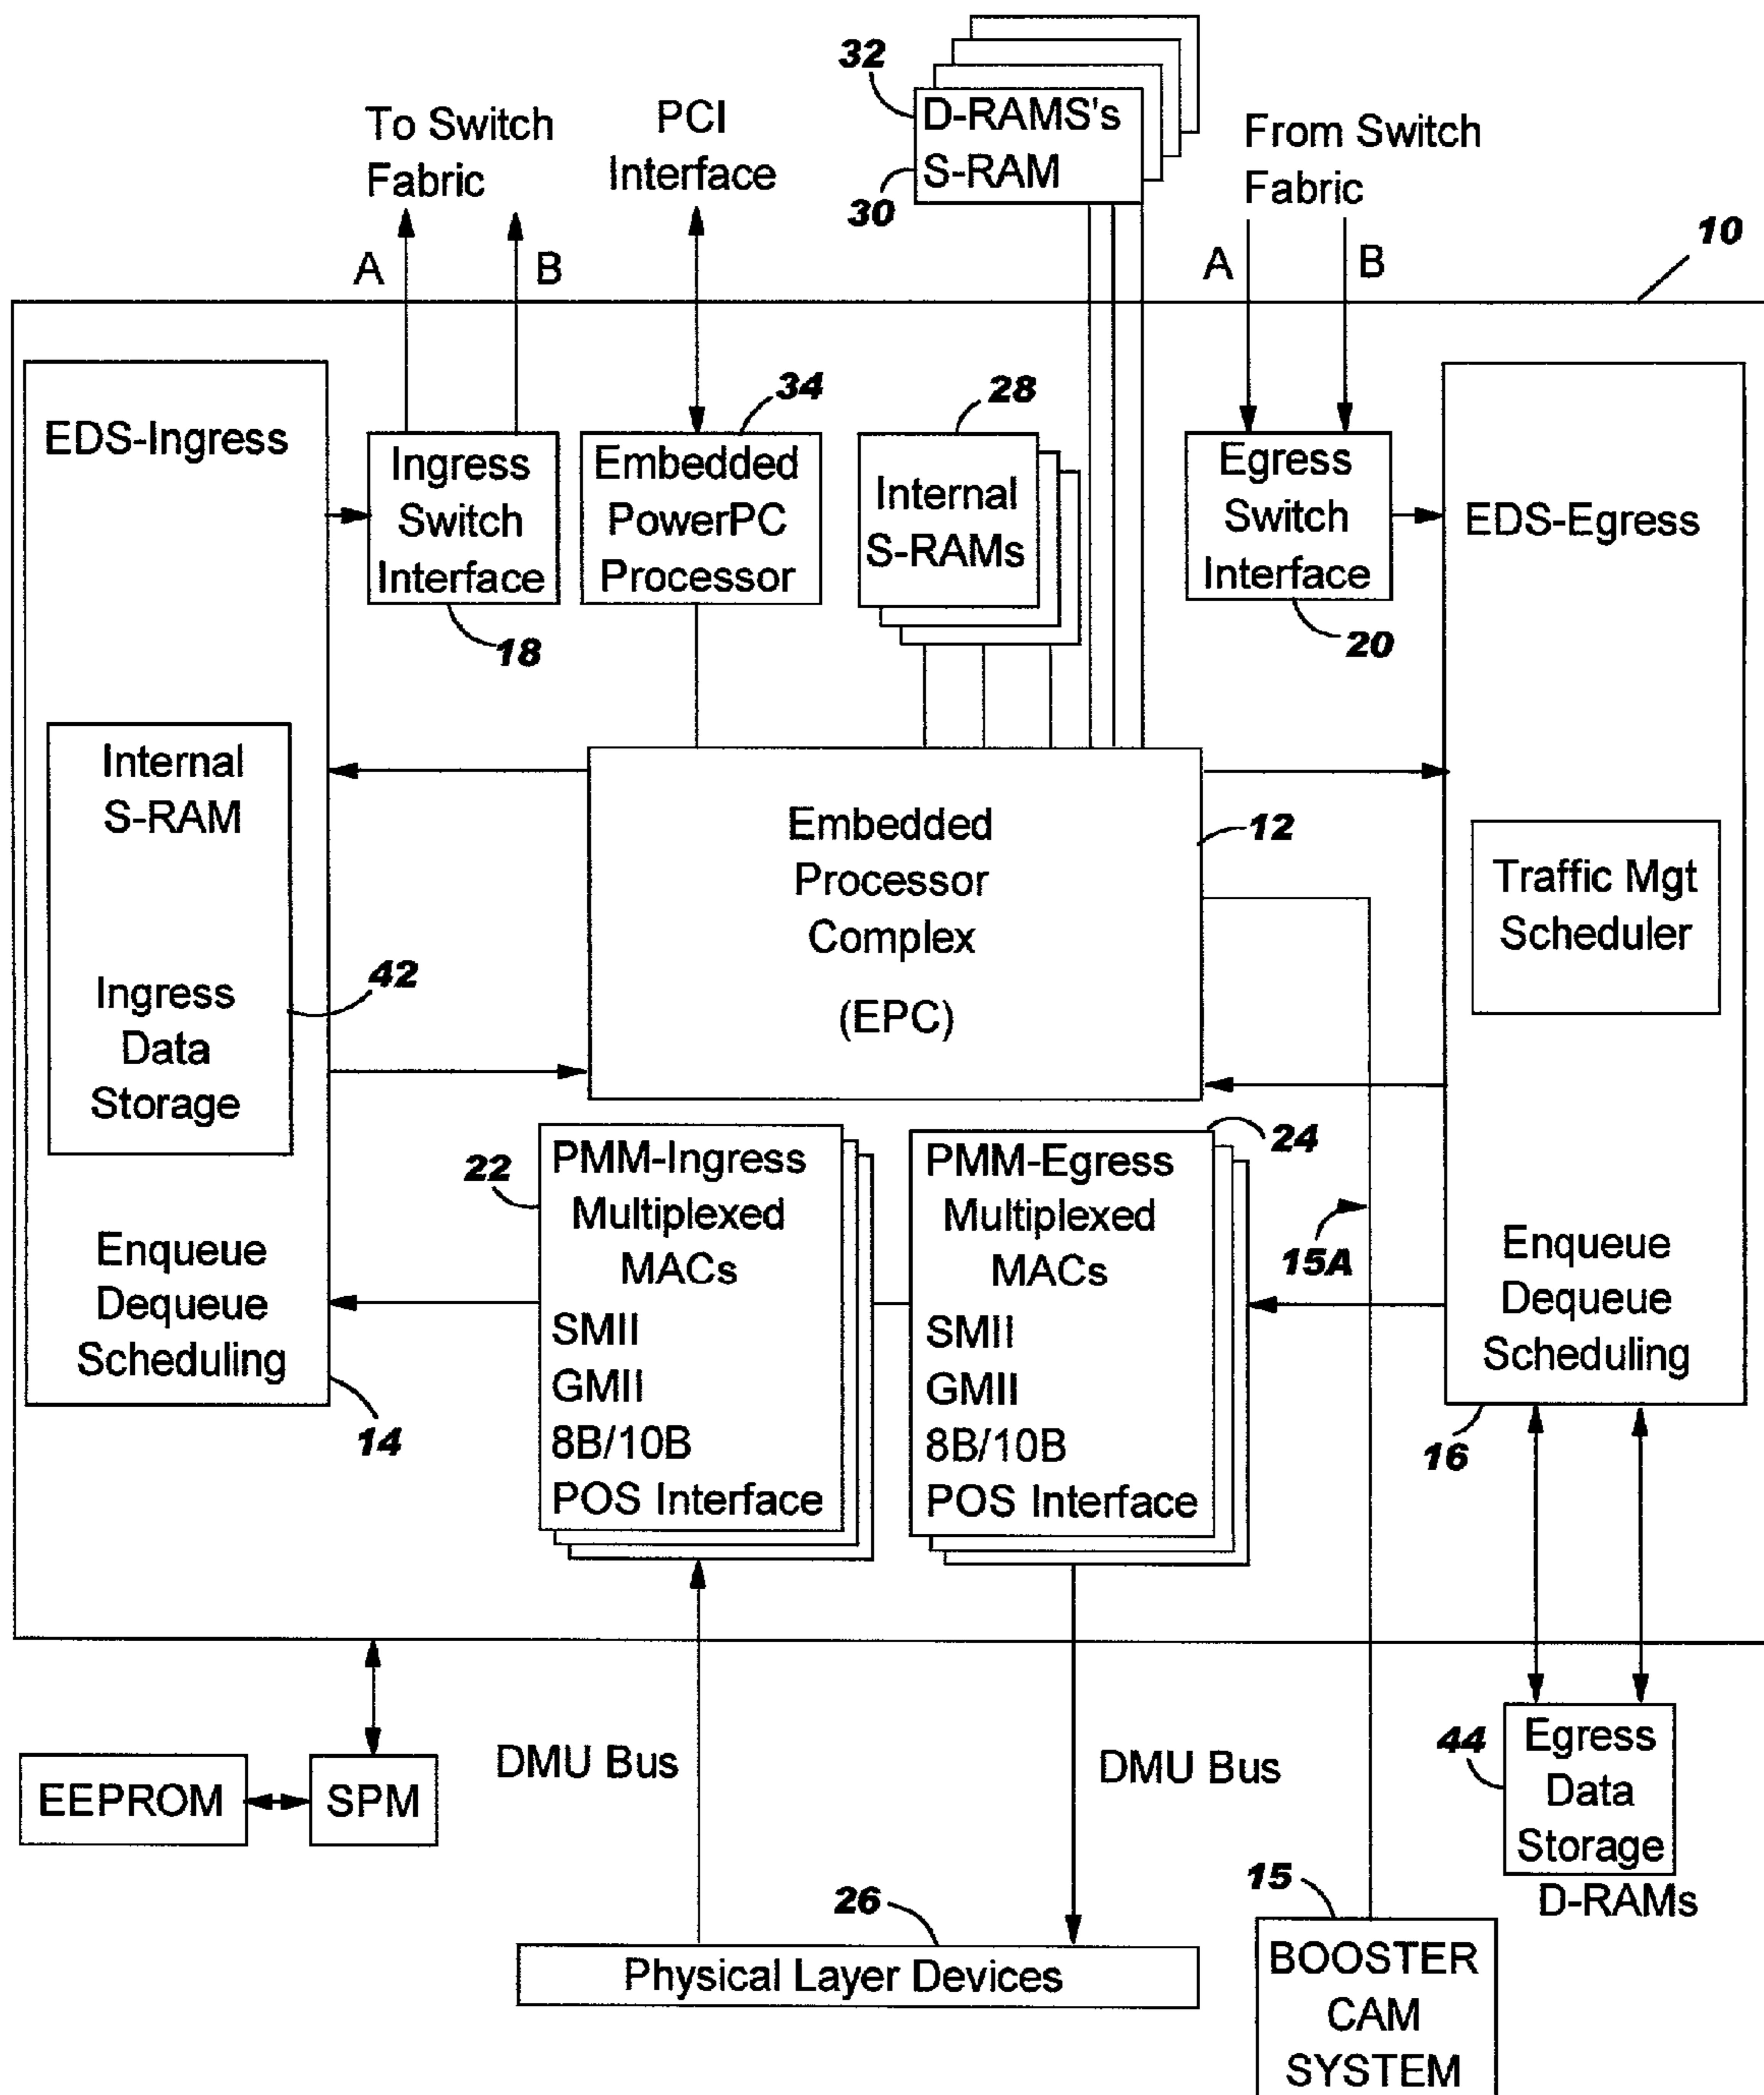 32
D-RAMS's
S-RAM
30
To Switch
Fabric
PCI
Interface
From Switch
Fabric
10
A
B
A
B
EDS-Ingress
Ingress
Switch
Interface
18
34
Embedded
PowerPC
Processor
28
Internal
S-RAMs
Egress
Switch
Interface
20
EDS-Egress
Internal
S-RAM
Ingress
Data
Storage
42
Embedded
Processor
Complex
(EPC)
12
Traffic Mgt
Scheduler
Enqueue
Dequeue
Scheduling
14
22
PMM-Ingress
Multiplexed
MACs
SMII
GMII
8B/10B
POS Interface
24
PMM-Egress
Multiplexed
MACs
SMII
GMII
8B/10B
POS Interface
15A
Enqueue
Dequeue
Scheduling
16
EEPROM
SPM
DMU Bus
DMU Bus
44
Egress
Data
Storage
D-RAMs
26
Physical Layer Devices
15
BOOSTER
CAM
SYSTEM